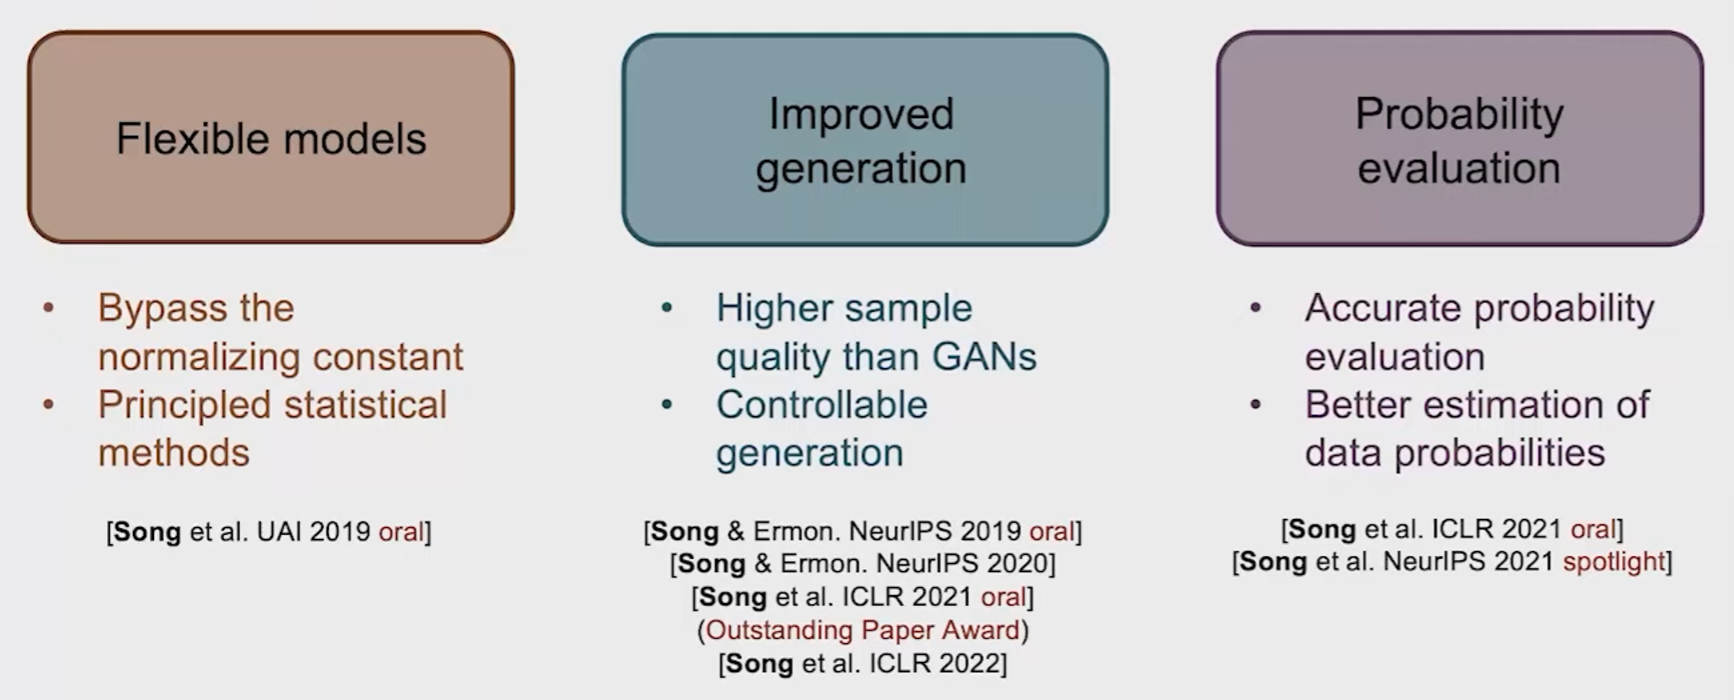 Flexible models
• Bypass the
normalizing constant
• Principled statistical
methods
[Song et al. UAI 2019 oral]
Improved
generation
• Higher sample
quality than GANs
• Controllable
generation
[Song & Ermon. NeurIPS 2019 oral]
[Song & Ermon. NeurIPS 2020]
[Song et al. ICLR 2021 oral]
(Outstanding Paper Award)
[Song et al. ICLR 2022]
Probability
evaluation
• Accurate probability
evaluation
• Better estimation of
data probabilities
[Song et al. ICLR 2021 oral]
[Song et al. NeurIPS 2021 spotlight]